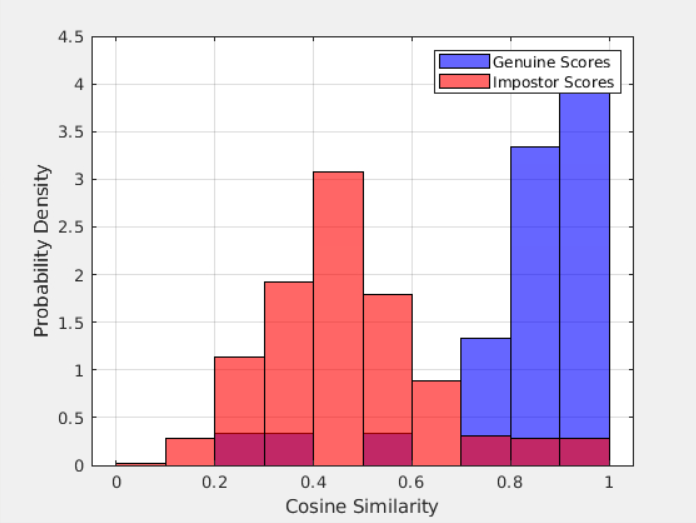 4.5
4
3.5
3
2.5
2
1.5
1
0.5
0
Probability Density
Genuine Scores
Impostor Scores
0 0.2 0.4 0.6 0.8 1
Cosine Similarity